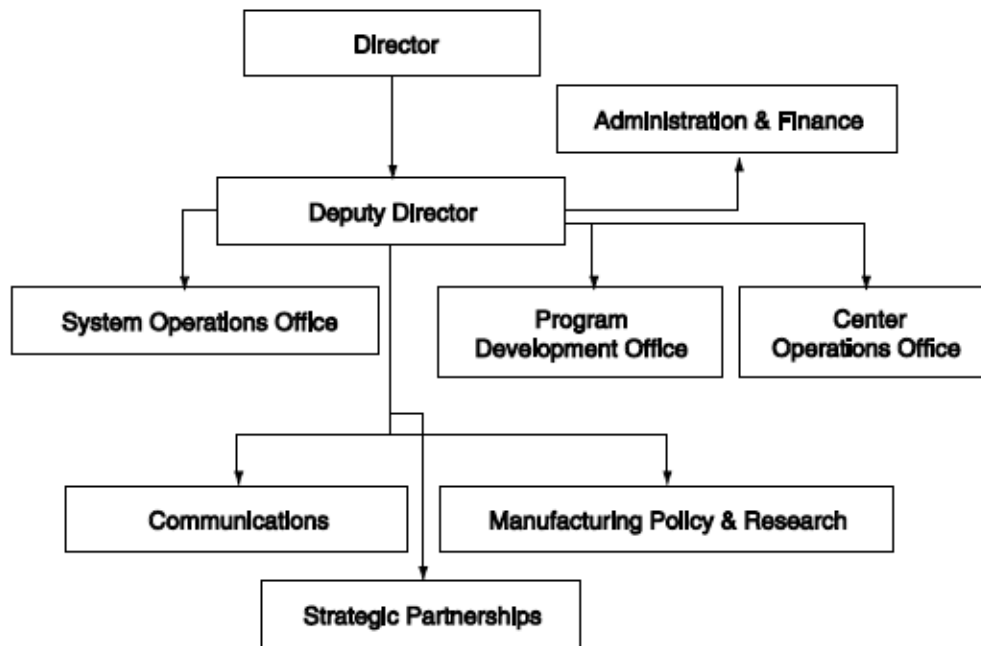 Director
Administration & Finance
Deputy Director
System Operations Office
Program
Development Office
Center
Operations Office
Communications
Manufacturing Policy & Research
Strategic Partnerships